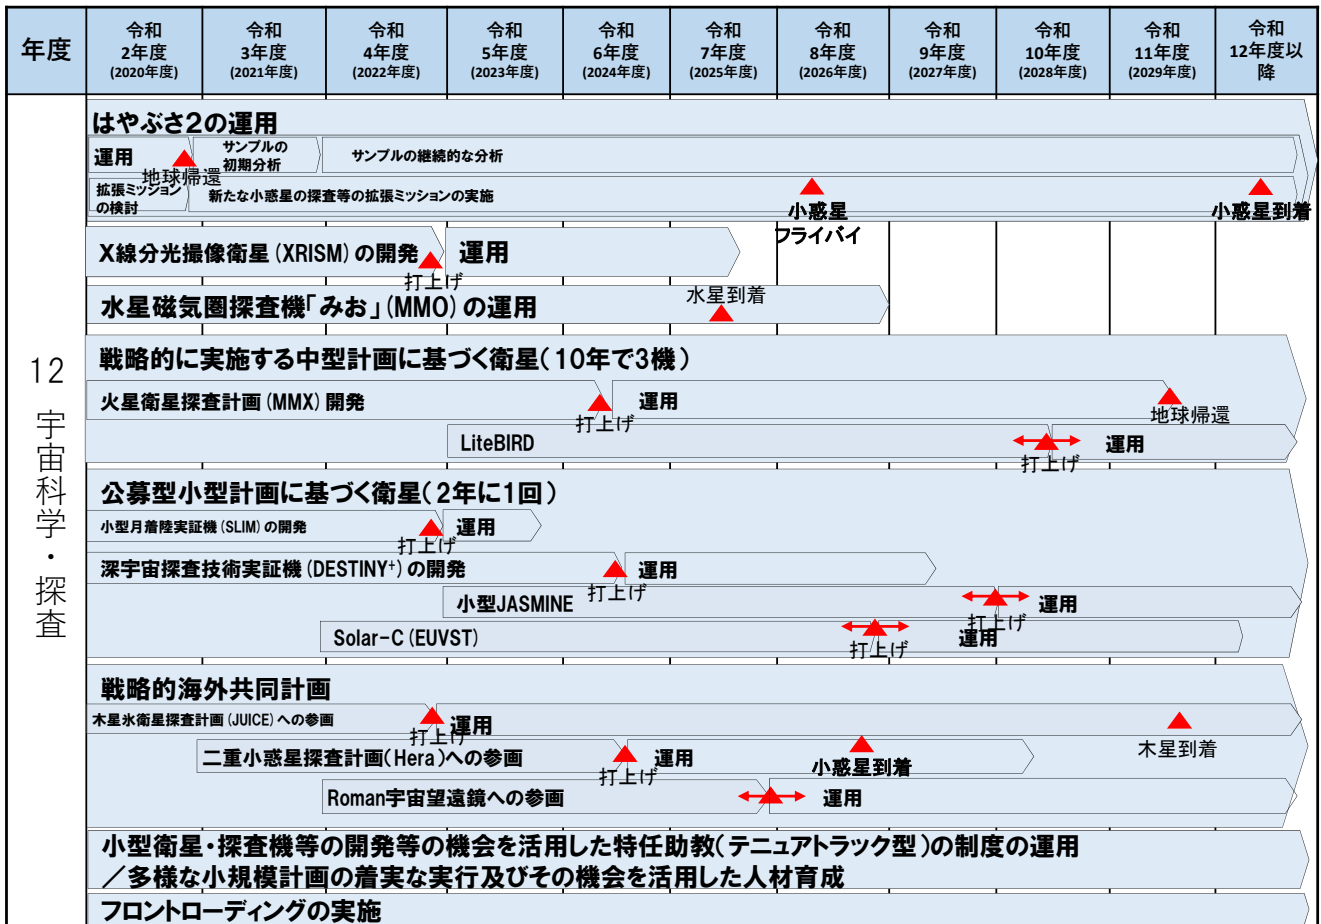 年度
令和
2年度
(2020年度)
令和
3年度
(2021年度)
令和
4年度
(2022年度)
令和
5年度
(2023年度)
令和
6年度
(2024年度)
令和
7年度
(2025年度)
令和
8年度
(2026年度)
令和
9年度
(2027年度)
令和
10年度
(2028年度)
令和
11年度
(2029年度)
令和
12年度以
降
12 宇宙科学・探査
はやぶさ2の運用
運用
地球帰還
サンプルの
初期分析
サンプルの継続的な分析
拡張ミッション
の検討
新たな小惑星の探査等の拡張ミッションの実施
小惑星
フライバイ
小惑星到着
X線分光撮像衛星(XRISM)の開発
打上げ
運用
水星磁気圏探査機「みお」(MMO)の運用
水星到着
戦略的に実施する中型計画に基づく衛星(10年で3機)
火星衛星探査計画(MMX)開発
打上げ
運用
地球帰還
LiteBIRD
打上げ
運用
公募型小型計画に基づく衛星(2年に1回)
小型月着陸実証機(SLIM)の開発
打上げ
運用
深宇宙探査技術実証機(DESTINY⁺)の開発
打上げ
運用
小型JASMINE
打上げ
運用
Solar-C(EUVST)
打上げ
運用
戦略的海外共同計画
木星氷衛星探査計画(JUICE)への参画
打上げ
運用
木星到着
二重小惑星探査計画(Hera)への参画
打上げ
運用
小惑星到着
Roman宇宙望遠鏡への参画
運用
小型衛星・探査機等の開発等の機会を活用した特任助教(テニュアトラック型)の制度の運用
／多様な小規模計画の着実な実行及びその機会を活用した人材育成
フロントローディングの実施